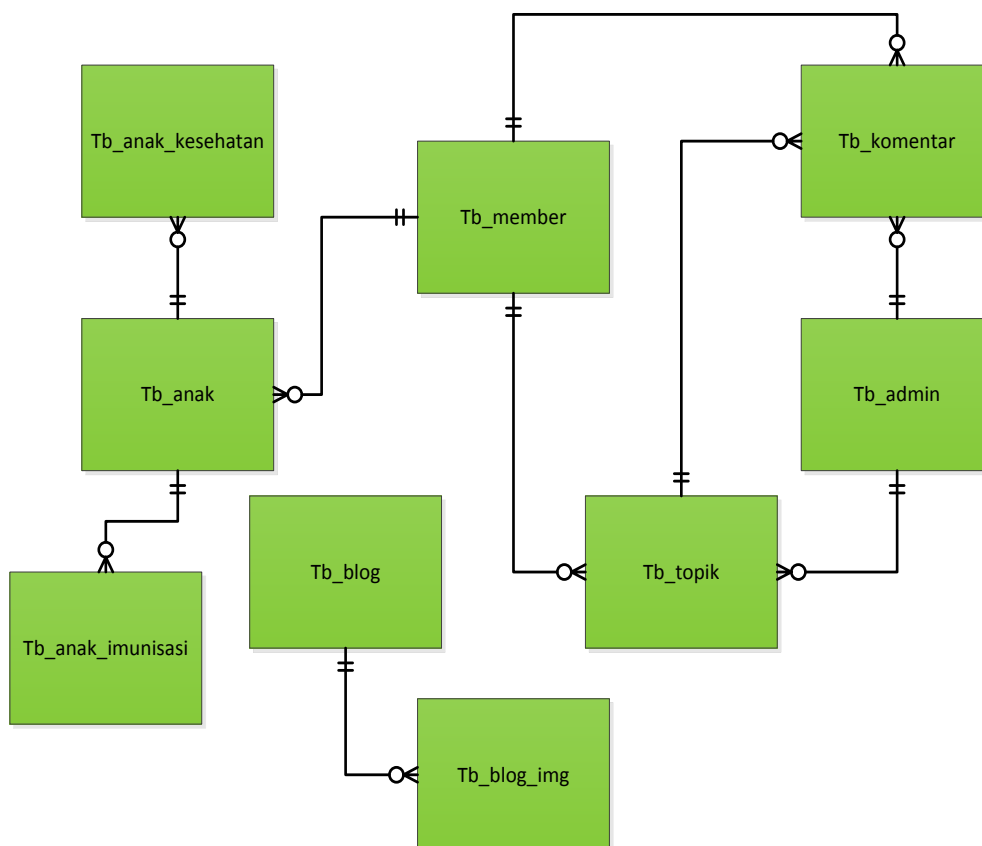 Tb_anak_kesehatan
Tb_komentar
Tb_member
Tb_anak
Tb_admin
Tb_blog
Tb_topik
Tb_anak_imunisasi
Tb_blog_img